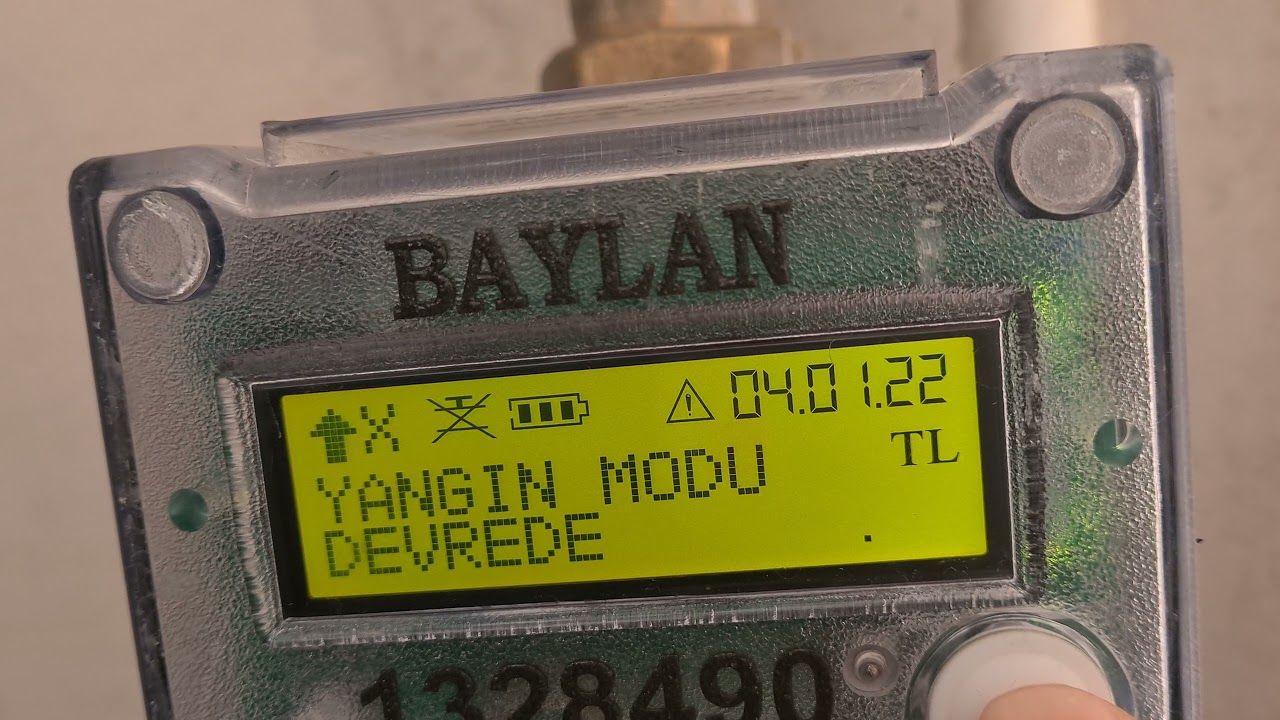 BAYLAN
X 04.01.22
TL
YANGIN MODU
DEVREDE .
1328490